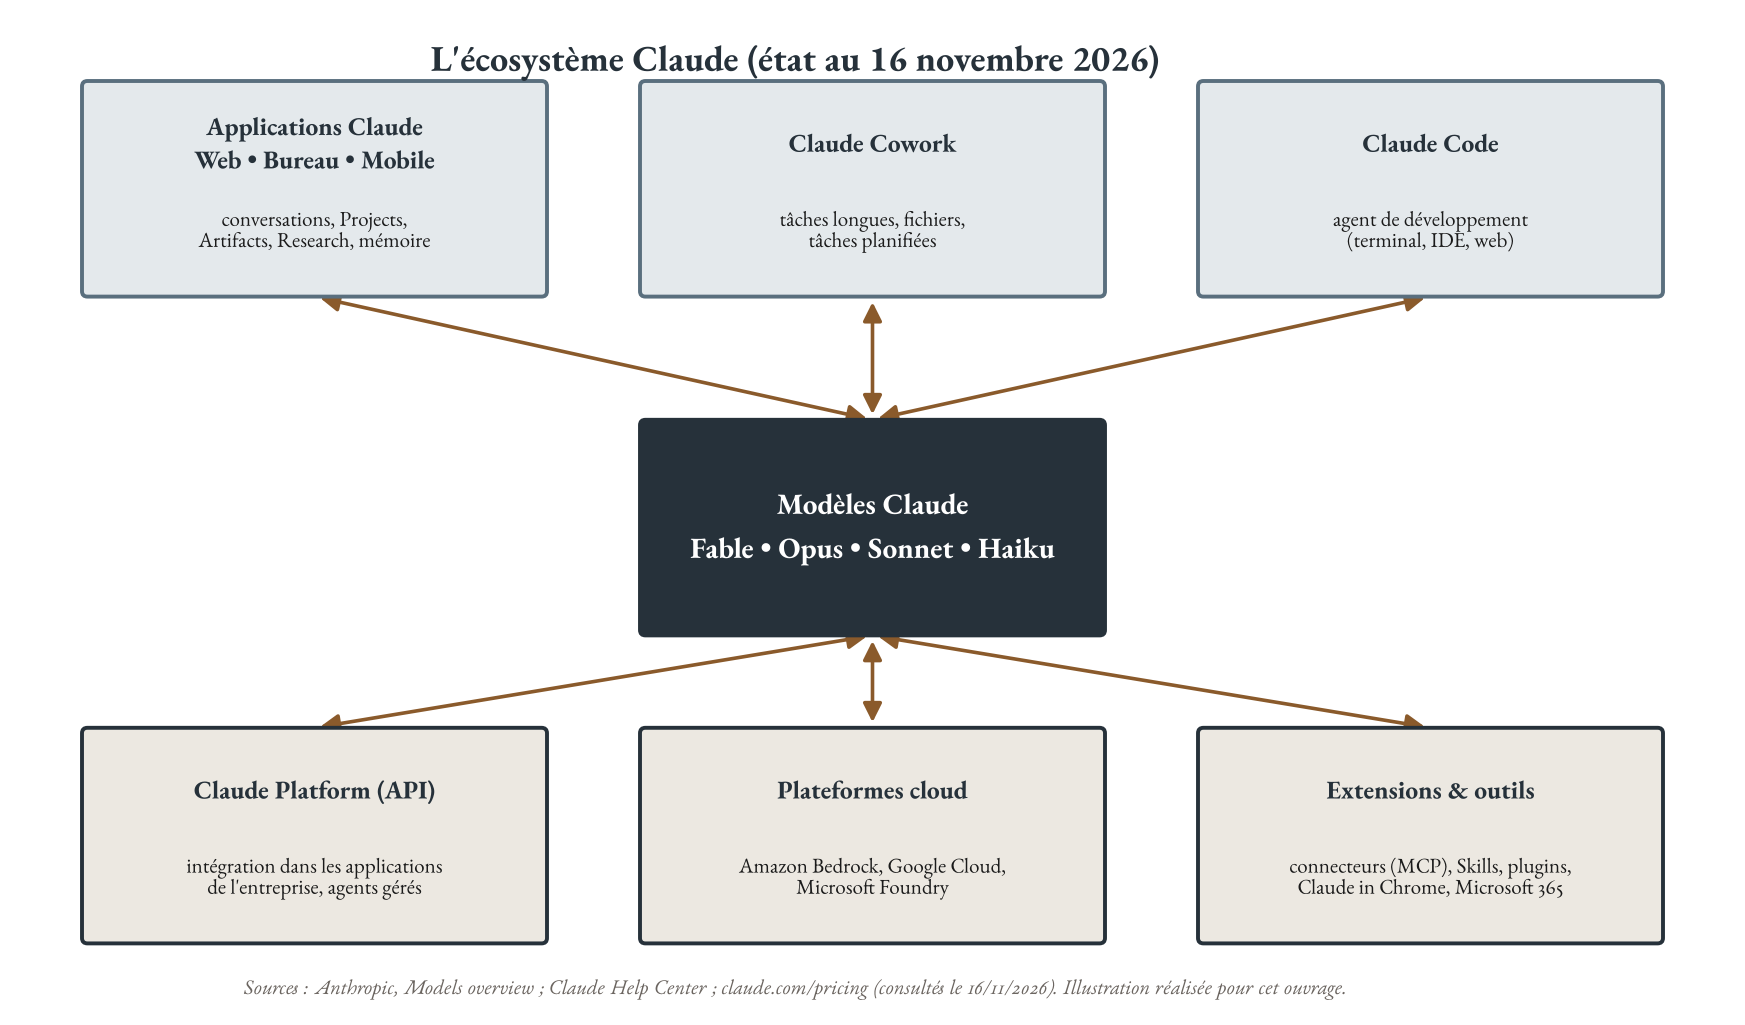 L'écosystème Claude (état au 16 novembre 2026)
Applications Claude
Web • Bureau • Mobile
conversations, Projects,
Artifacts, Research, mémoire
Claude Cowork
tâches longues, fichiers,
tâches planifiées
Claude Code
agent de développement
(terminal, IDE, web)
Modèles Claude
Fable • Opus • Sonnet • Haiku
Claude Platform (API)
intégration dans les applications
de l'entreprise, agents gérés
Plateformes cloud
Amazon Bedrock, Google Cloud,
Microsoft Foundry
Extensions & outils
connecteurs (MCP), Skills, plugins,
Claude in Chrome, Microsoft 365
Sources : Anthropic, Models overview ; Claude Help Center ; claude.com/pricing (consultés le 16/11/2026). Illustration réalisée pour cet ouvrage.